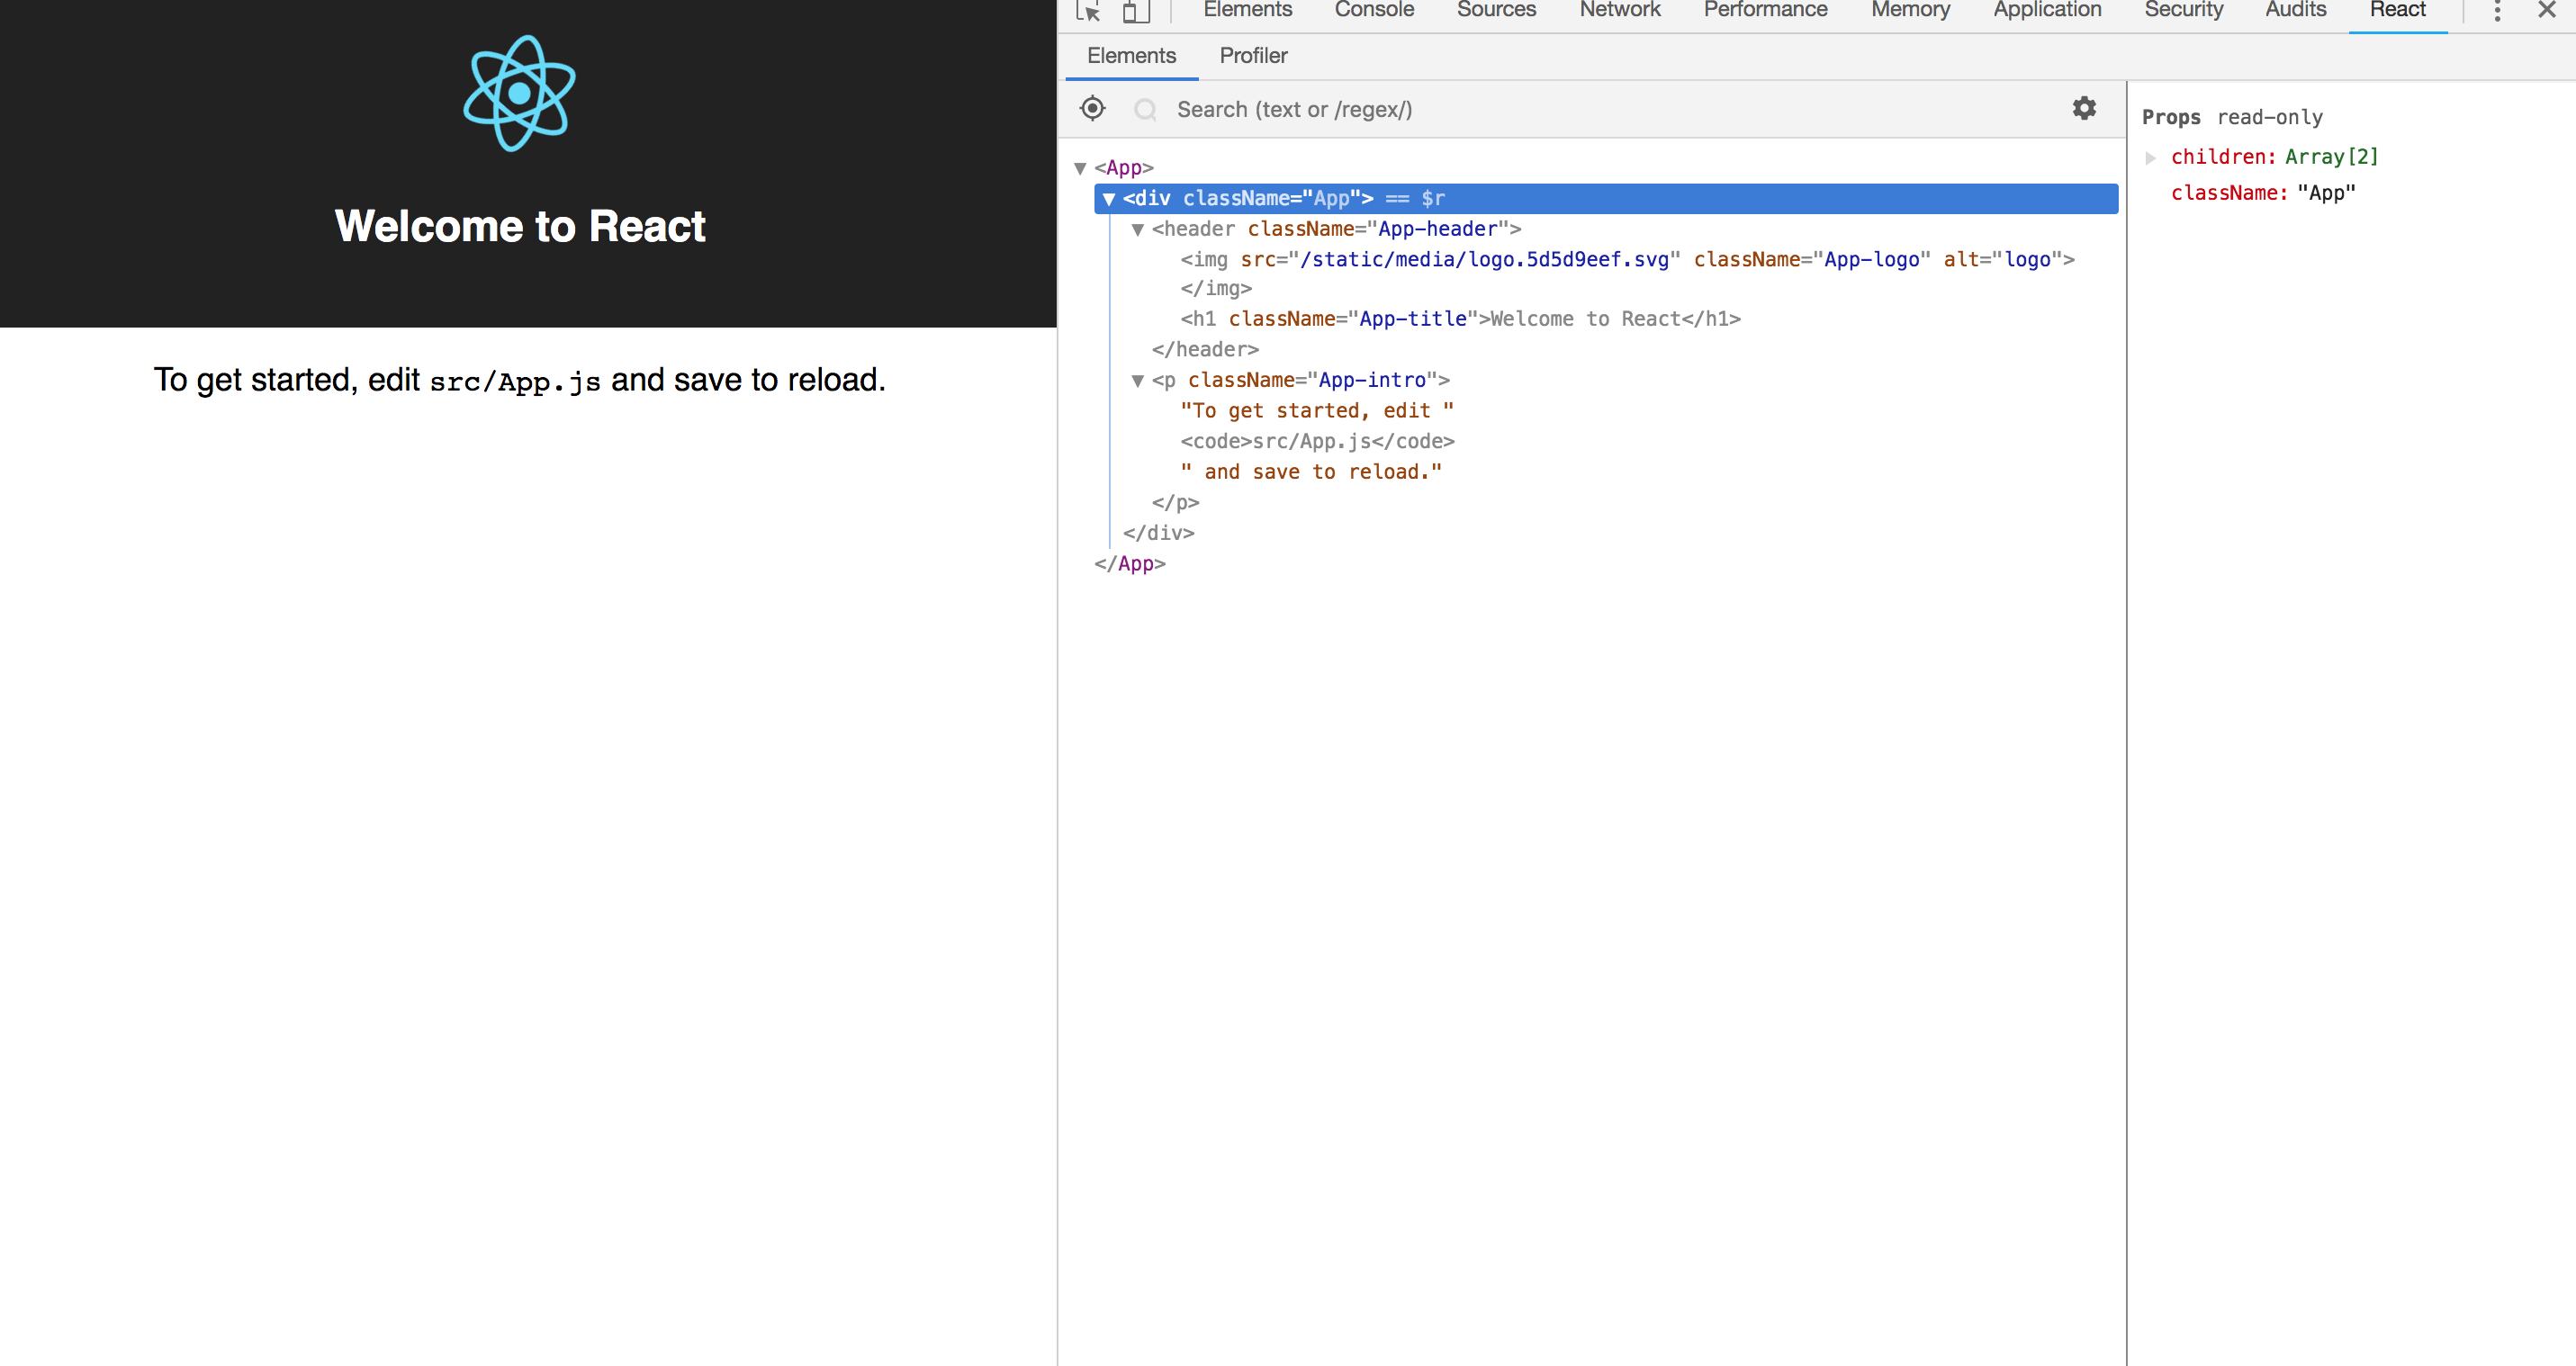 Welcome to React
To get started, edit src/App.js and save to reload.
Elements Console Sources Network Performance Memory Application Security Audits React
Elements Profiler
Search (text or /regex/)
<App>
<div className="App"> == $r
<header className="App-header">
<img src="/static/media/logo.5d5d9eef.svg" className="App-logo" alt="logo">
</img>
<h1 className="App-title">Welcome to React</h1>
</header>
<p className="App-intro">
"To get started, edit "
<code>src/App.js</code>
" and save to reload."
</p>
</div>
</App>
Props read-only
children: Array[2]
className: "App"